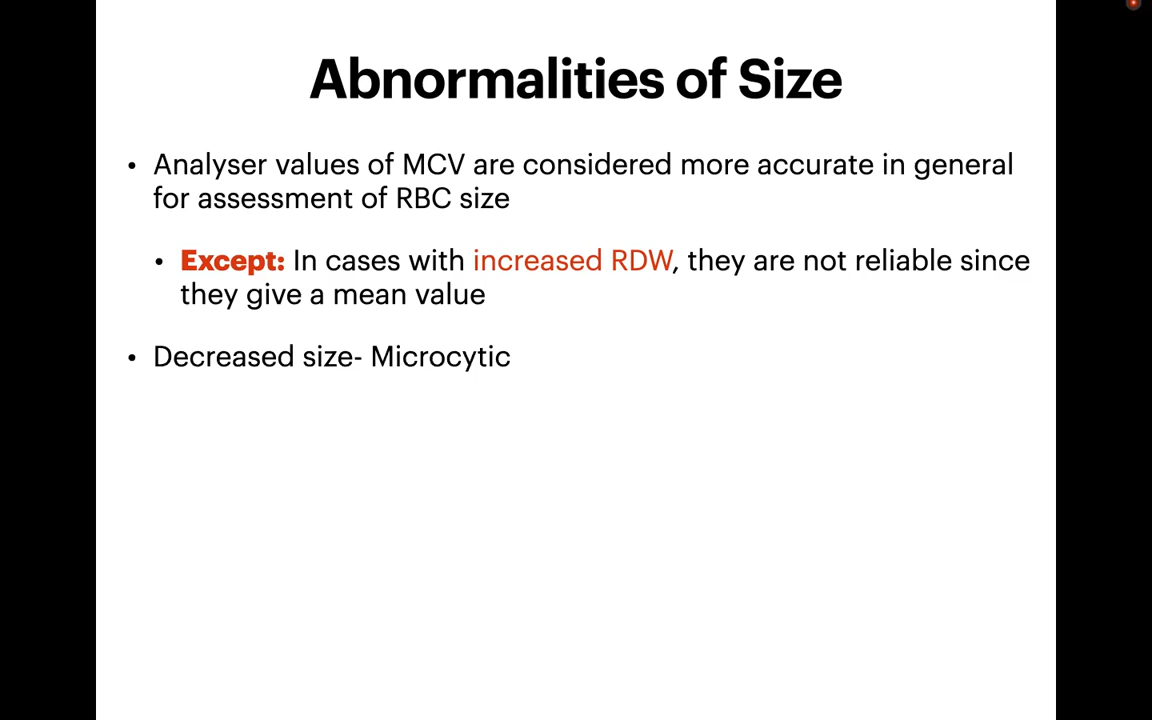 Abnormalities of Size
• Analyser values of MCV are considered more accurate in general
for assessment of RBC size
• Except: In cases with increased RDW, they are not reliable since
they give a mean value
• Decreased size- Microcytic